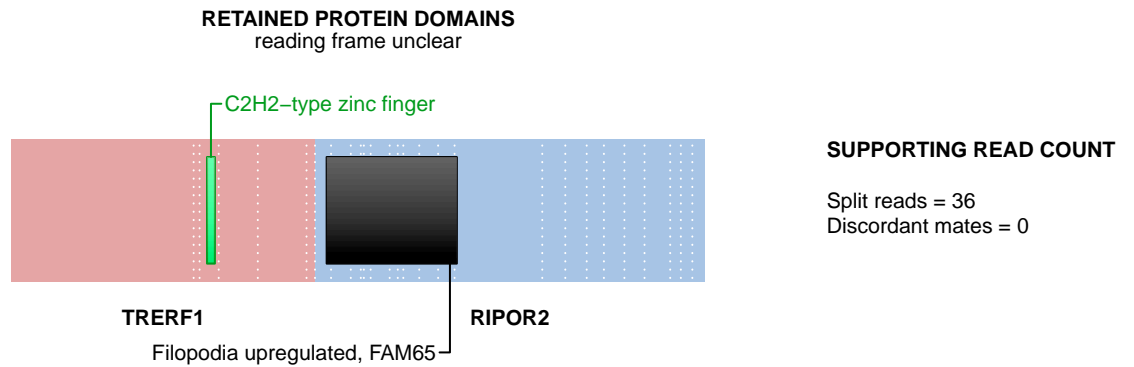 RETAINED PROTEIN DOMAINS
reading frame unclear
C2H2−type zinc finger
SUPPORTING READ COUNT
Split reads = 36
Discordant mates = 0
TRERF1
RIPOR2
Filopodia upregulated, FAM65